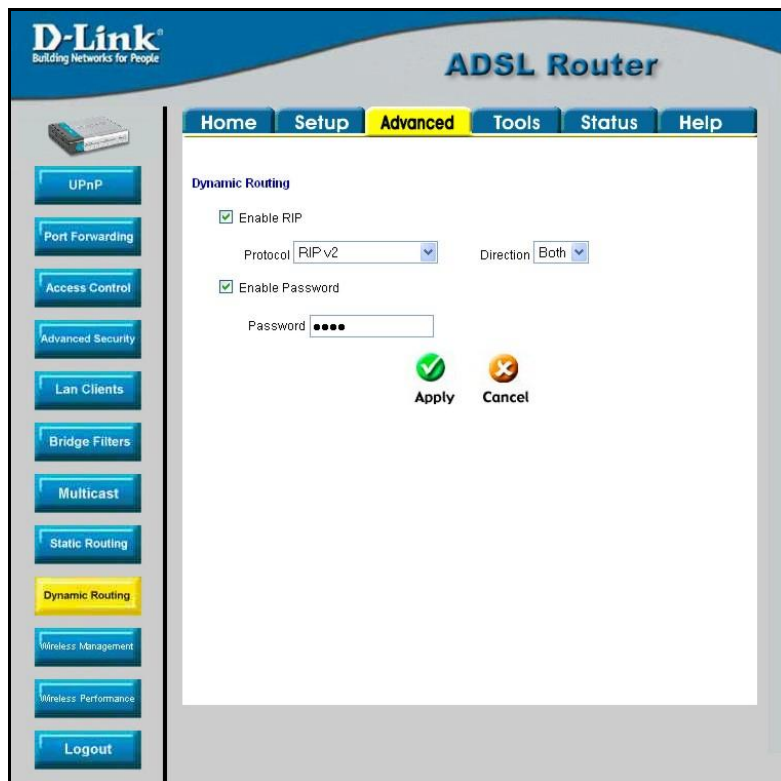 D-Link®
Building Networks for People
ADSL Router
Home Setup Advanced Tools Status Help
UPnP
Port Forwarding
Access Control
Advanced Security
Lan Clients
Bridge Filters
Multicast
Static Routing
Dynamic Routing
Wireless Management
Wireless Performance
Logout
Dynamic Routing
Enable RIP
Protocol RIP v2 Direction Both
Enable Password
Password ●●●●
Apply Cancel